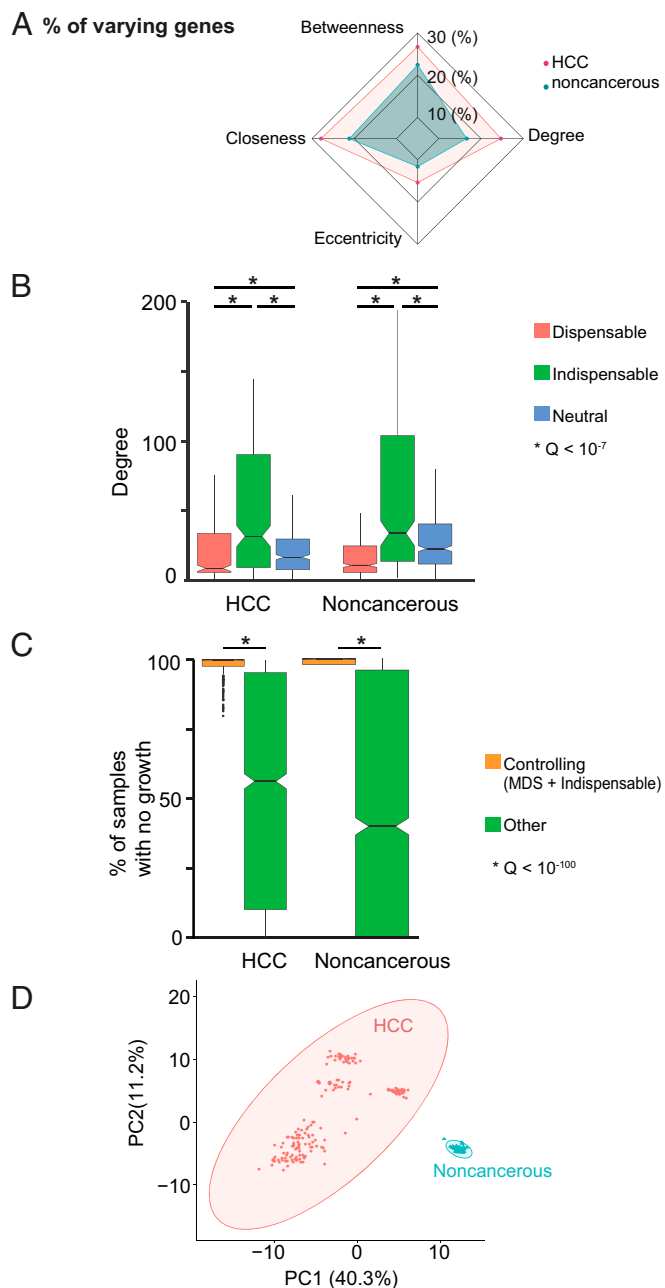 A % of varying genes
Betweenness
30 (%)
20 (%)
10 (%)
HCC
noncancerous
Closeness
Degree
Eccentricity
B
* * *
* * *
200
100
0
Degree
HCC
Noncancerous
Dispensable
Indispensable
Neutral
* Q < 10⁻⁷
C
* *
100
50
0
% of samples
with no growth
HCC
Noncancerous
Controlling
(MDS + Indispensable)
Other
* Q < 10⁻¹⁰⁰
D
20
10
0
−10
PC2(11.2%)
HCC
Noncancerous
−10
0
10
PC1 (40.3%)